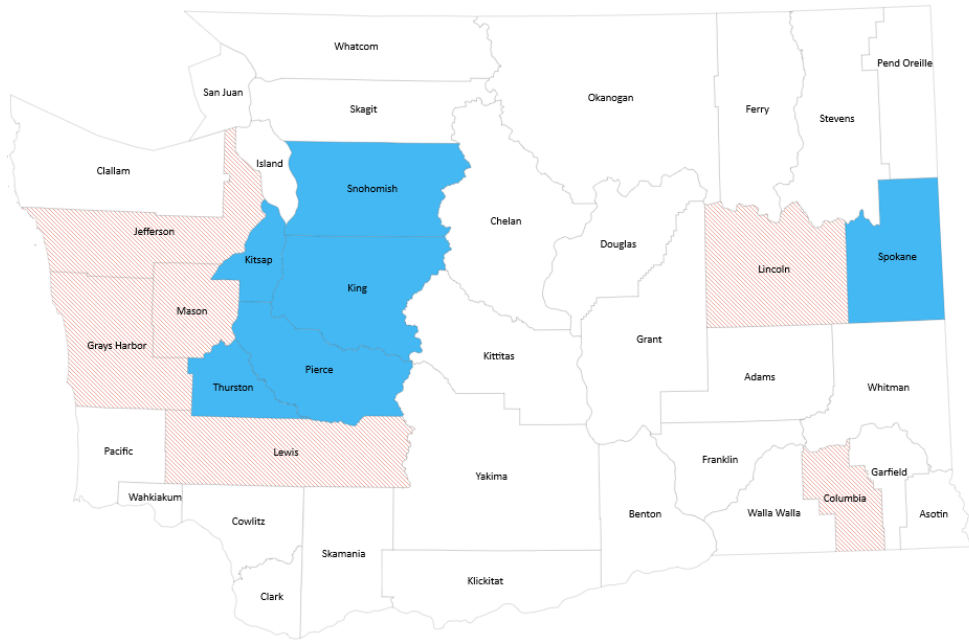 Whatcom
Pend Oreille
San Juan
Okanogan
Skagit
Ferry
Stevens
Island
Clallam
Snohomish
Chelan
Jefferson
Douglas
Kitsap
Spokane
Lincoln
King
Mason
Grant
Grays Harbor
Kittitas
Pierce
Adams
Thurston
Whitman
Pacific
Lewis
Franklin
Yakima
Garfield
Wahkiakum
Columbia
Cowlitz
Benton
Walla Walla
Asotin
Skamania
Klickitat
Clark